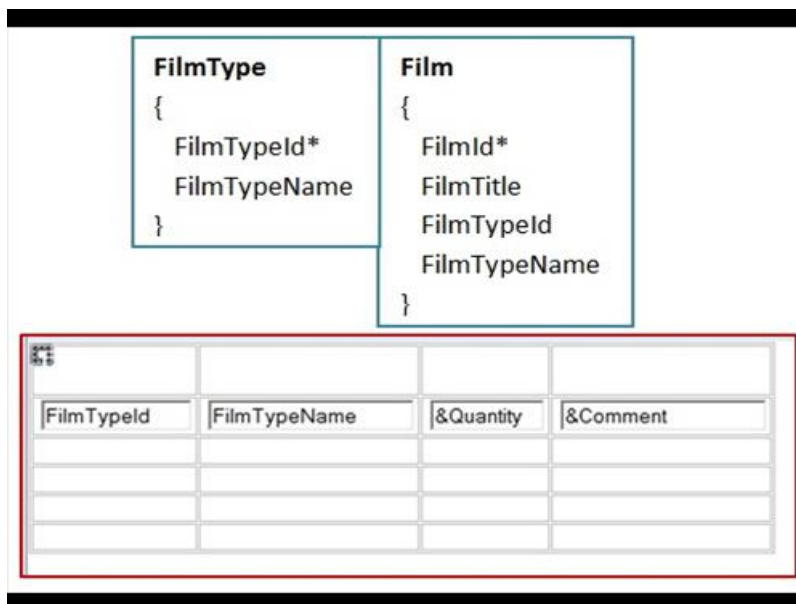 FilmType
{
FilmTypeId*
FilmTypeName
}
Film
{
FilmId*
FilmTitle
FilmTypeId
FilmTypeName
}
FilmTypeId FilmTypeName &Quantity &Comment